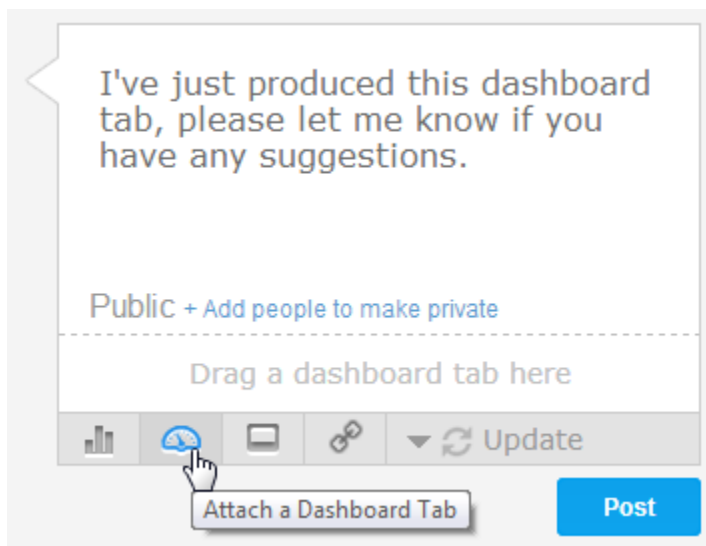 I've just produced this dashboard
tab, please let me know if you
have any suggestions.
Public + Add people to make private
Drag a dashboard tab here
Update
Attach a Dashboard Tab
Post